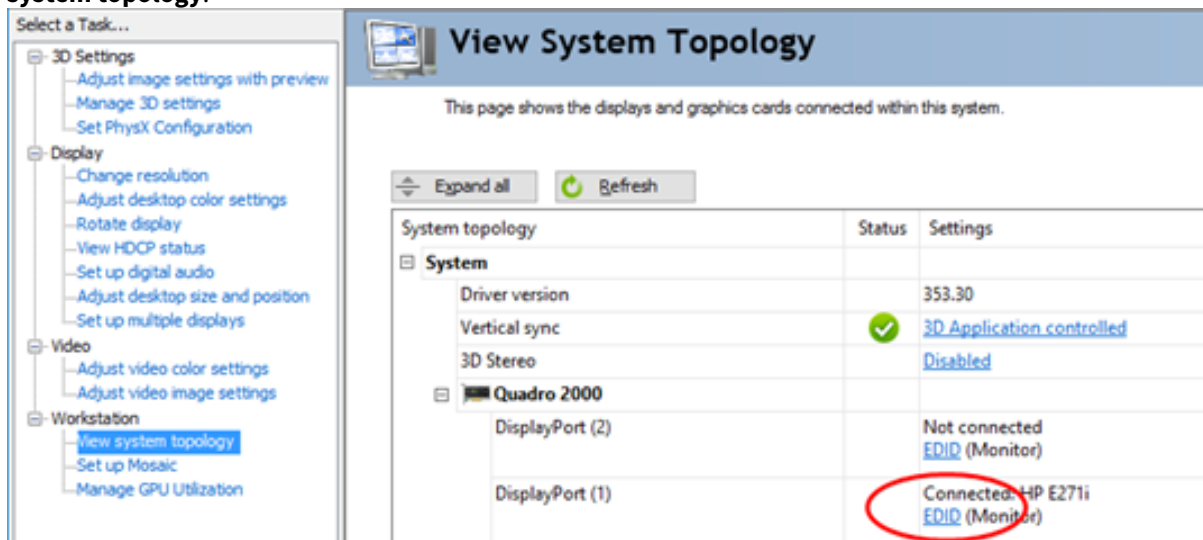 system topology.
Select a Task...
3D Settings
Adjust image settings with preview
Manage 3D settings
Set PhysX Configuration
Display
Change resolution
Adjust desktop color settings
Rotate display
View HDCP status
Set up digital audio
Adjust desktop size and position
Set up multiple displays
Video
Adjust video color settings
Adjust video image settings
Workstation
View system topology
Set up Mosaic
Manage GPU Utilization
View System Topology
This page shows the displays and graphics cards connected within this system.
Expand all Refresh
System topology Status Settings
System
Driver version 353.30
Vertical sync 3D Application controlled
3D Stereo Disabled
Quadro 2000
DisplayPort (2) Not connected
EDID (Monitor)
DisplayPort (1) Connected: HP E271i
EDID (Monitor)